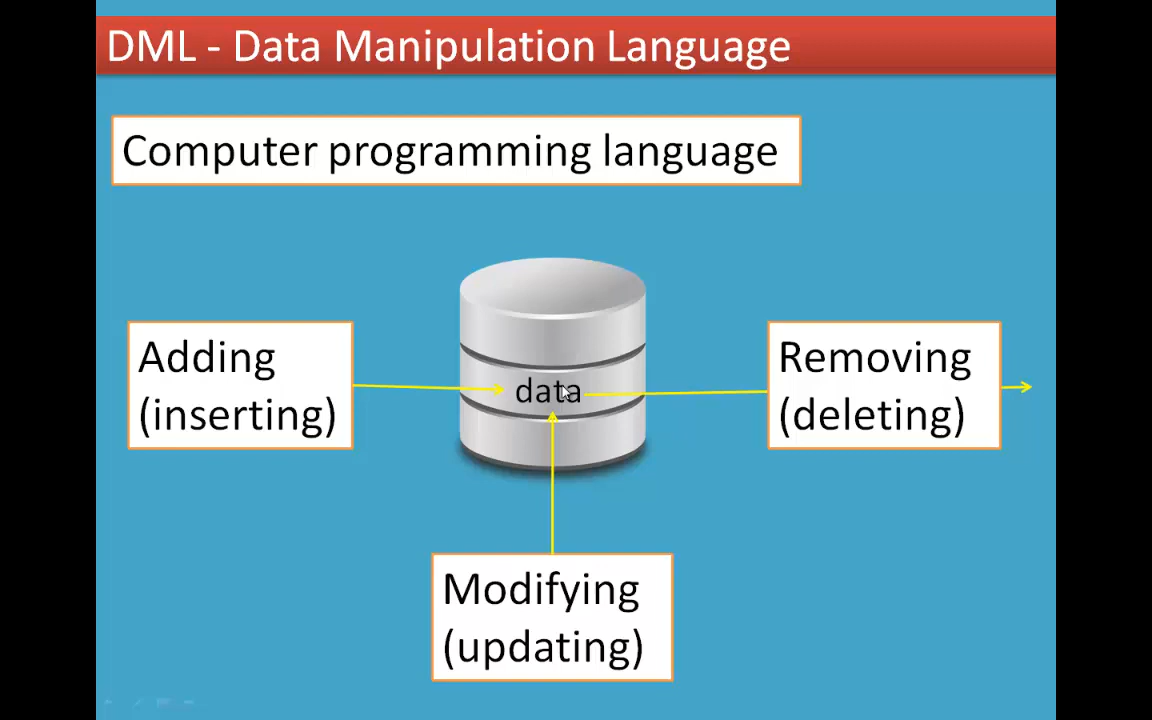 DML - Data Manipulation Language
Computer programming language
Adding
(inserting)
data
Removing
(deleting)
Modifying
(updating)